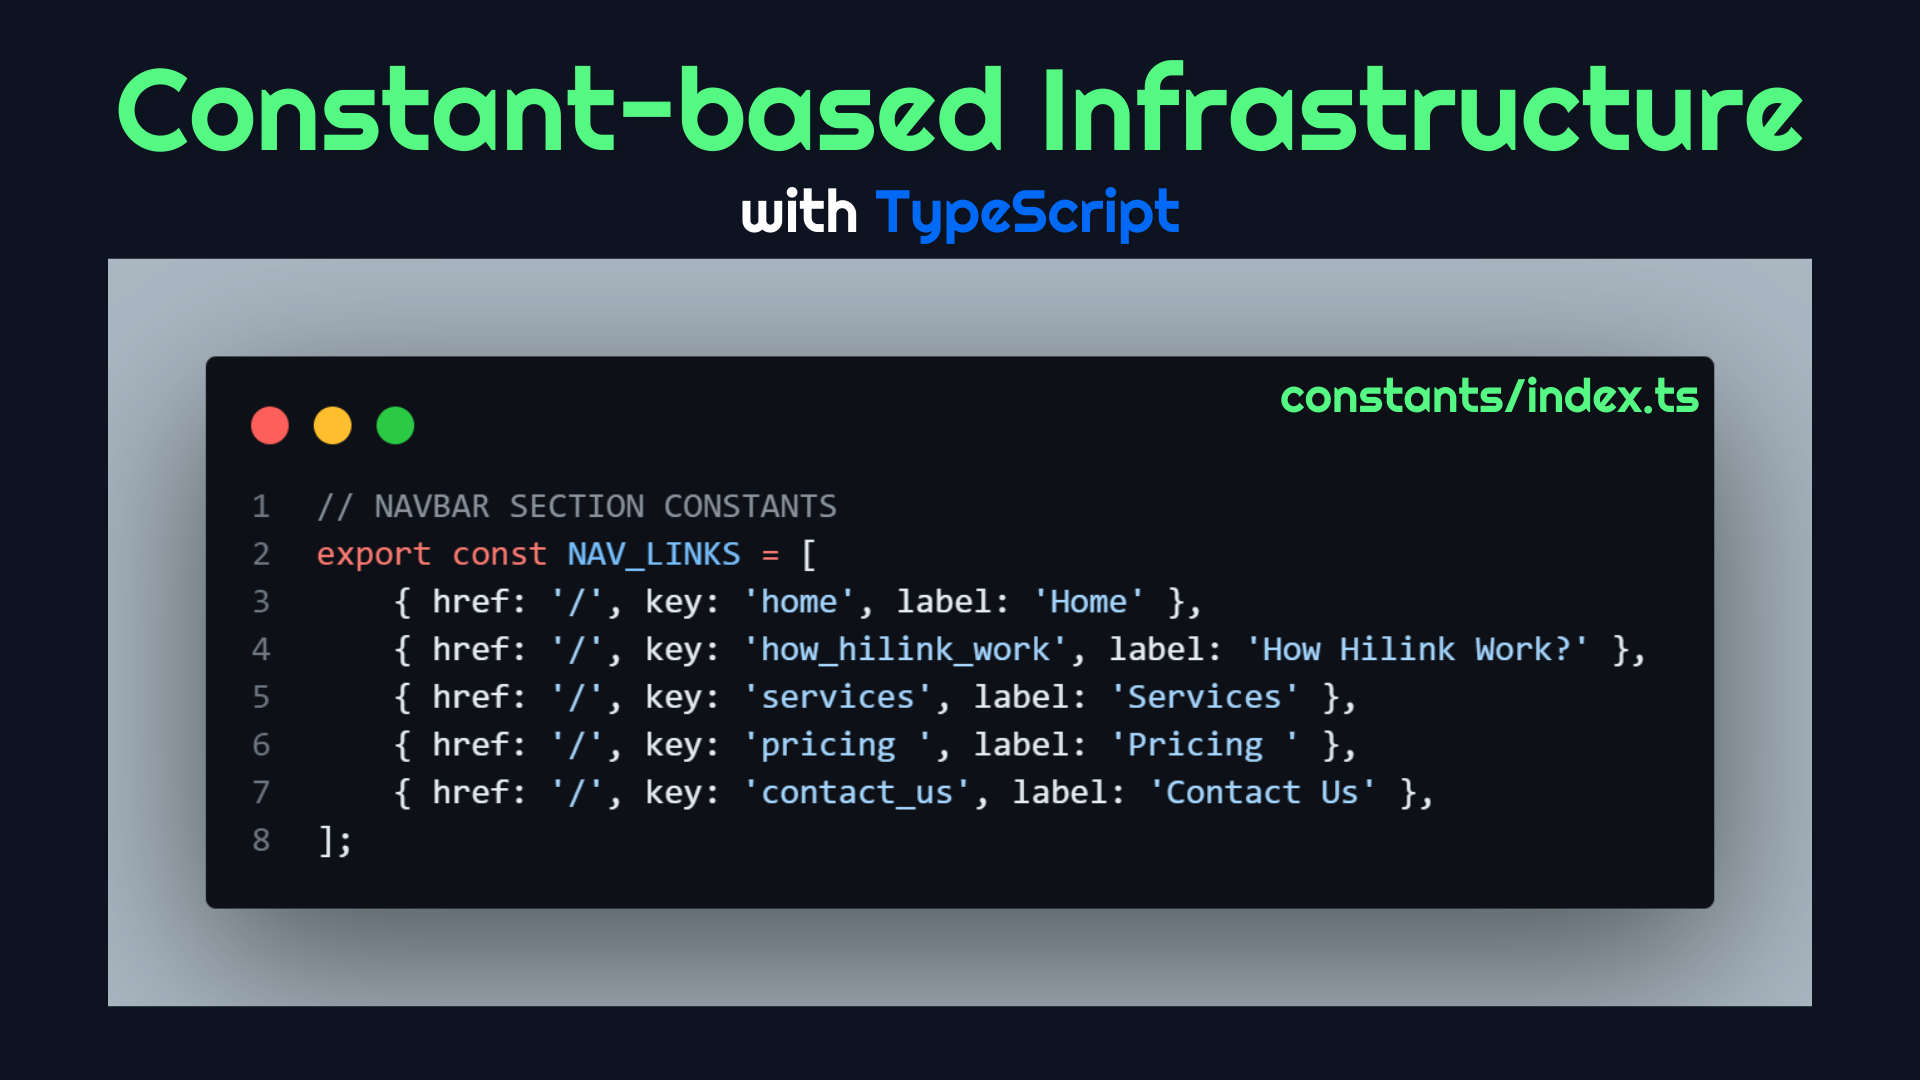 Constant-based Infrastructure
with TypeScript
constants/index.ts
1 // NAVBAR SECTION CONSTANTS
2 export const NAV_LINKS = [
3     { href: '/', key: 'home', label: 'Home' },
4     { href: '/', key: 'how_hilink_work', label: 'How Hilink Work?' },
5     { href: '/', key: 'services', label: 'Services' },
6     { href: '/', key: 'pricing ', label: 'Pricing ' },
7     { href: '/', key: 'contact_us', label: 'Contact Us' },
8 ];